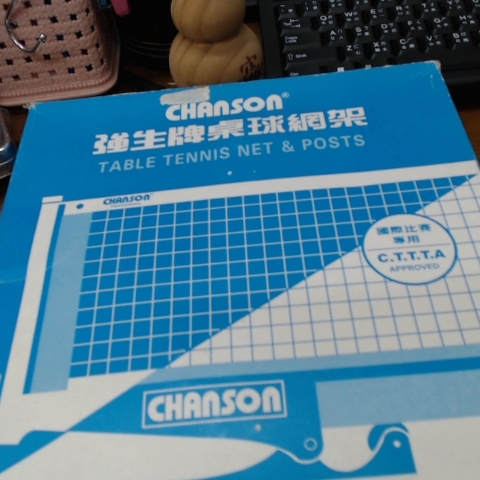 CHANSON®
強生牌桌球網架
TABLE TENNIS NET & POSTS
CHANSON
國際比賽
專用
C.T.T.T.A
APPROVED
CHANSON